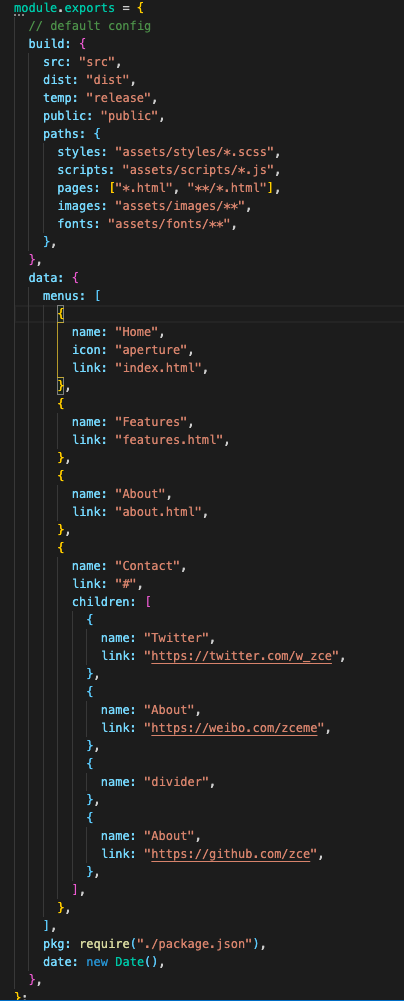 module.exports = {
  // default config
  build: {
    src: "src",
    dist: "dist",
    temp: "release",
    public: "public",
    paths: {
      styles: "assets/styles/*.scss",
      scripts: "assets/scripts/*.js",
      pages: ["*.html", "**/*.html"],
      images: "assets/images/**",
      fonts: "assets/fonts/**",
    },
  },
  data: {
    menus: [
      {
        name: "Home",
        icon: "aperture",
        link: "index.html",
      },
      {
        name: "Features",
        link: "features.html",
      },
      {
        name: "About",
        link: "about.html",
      },
      {
        name: "Contact",
        link: "#",
        children: [
          {
            name: "Twitter",
            link: "https://twitter.com/w_zce",
          },
          {
            name: "About",
            link: "https://weibo.com/zceme",
          },
          {
            name: "divider",
          },
          {
            name: "About",
            link: "https://github.com/zce",
          },
        ],
      },
    ],
    pkg: require("./package.json"),
    date: new Date(),
  },
};